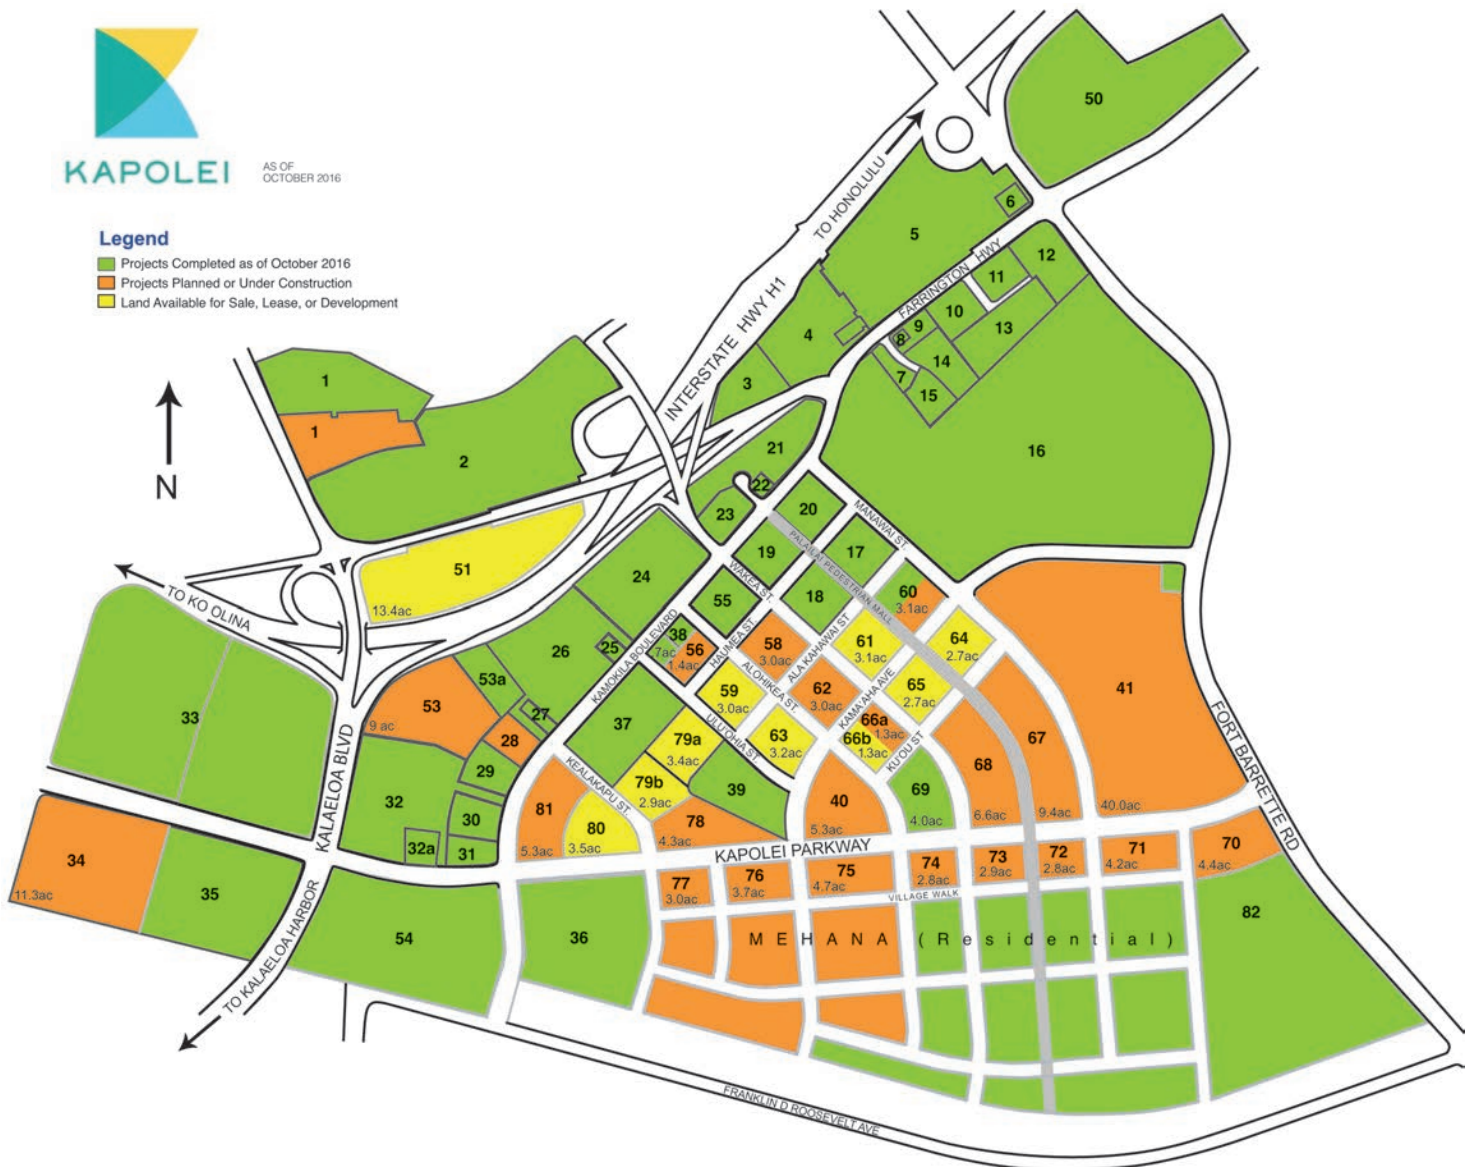 KAPOLEI
AS OF
OCTOBER 2016
Legend
Projects Completed as of October 2016
Projects Planned or Under Construction
Land Available for Sale, Lease, or Development
N
50
TO HONOLULU
6
5
FARRINGTON HWY
12
11
10
9
8
13
4
14
7
15
3
INTERSTATE HWY H1
1
1
2
16
21
22
23
20
MANAWAI ST.
19
17
PALAILAI PEDESTRIAN MALL
WAKEA ST.
18
51
13.4ac
24
TO KO OLINA
55
60
3.1ac
KAMOKILA BOULEVARD
38
.7ac
56
1.4ac
HAUMEA ST.
58
3.0ac
ALA KAHAWAI ST
61
3.1ac
64
2.7ac
25
26
53a
ALOHIKEA ST.
59
3.0ac
62
3.0ac
KAMA'AHA AVE
65
2.7ac
41
40.0ac
33
53
9 ac
27
28
37
79a
3.4ac
ULU'OHIA ST.
63
3.2ac
66a
1.3ac
66b
1.3ac
KU'OU ST
67
9.4ac
FORT BARRETTE RD
KALAELOA BLVD
29
KEALAKAPU ST.
79b
2.9ac
39
68
6.6ac
32
30
81
5.3ac
80
3.5ac
78
4.3ac
40
5.3ac
69
4.0ac
32a
31
KAPOLEI PARKWAY
34
11.3ac
35
77
3.0ac
76
3.7ac
75
4.7ac
74
2.8ac
73
2.9ac
72
2.8ac
71
4.2ac
70
4.4ac
VILLAGE WALK
82
54
36
MEHANA (Residential)
TO KALAELOA HARBOR
FRANKLIN D ROOSEVELT AVE